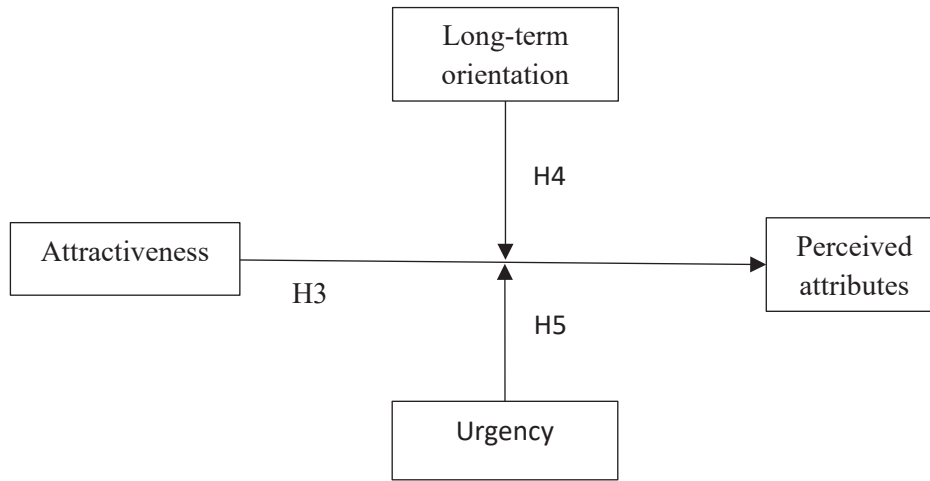 Long-term
orientation
H4
Attractiveness
Perceived
attributes
H3
H5
Urgency